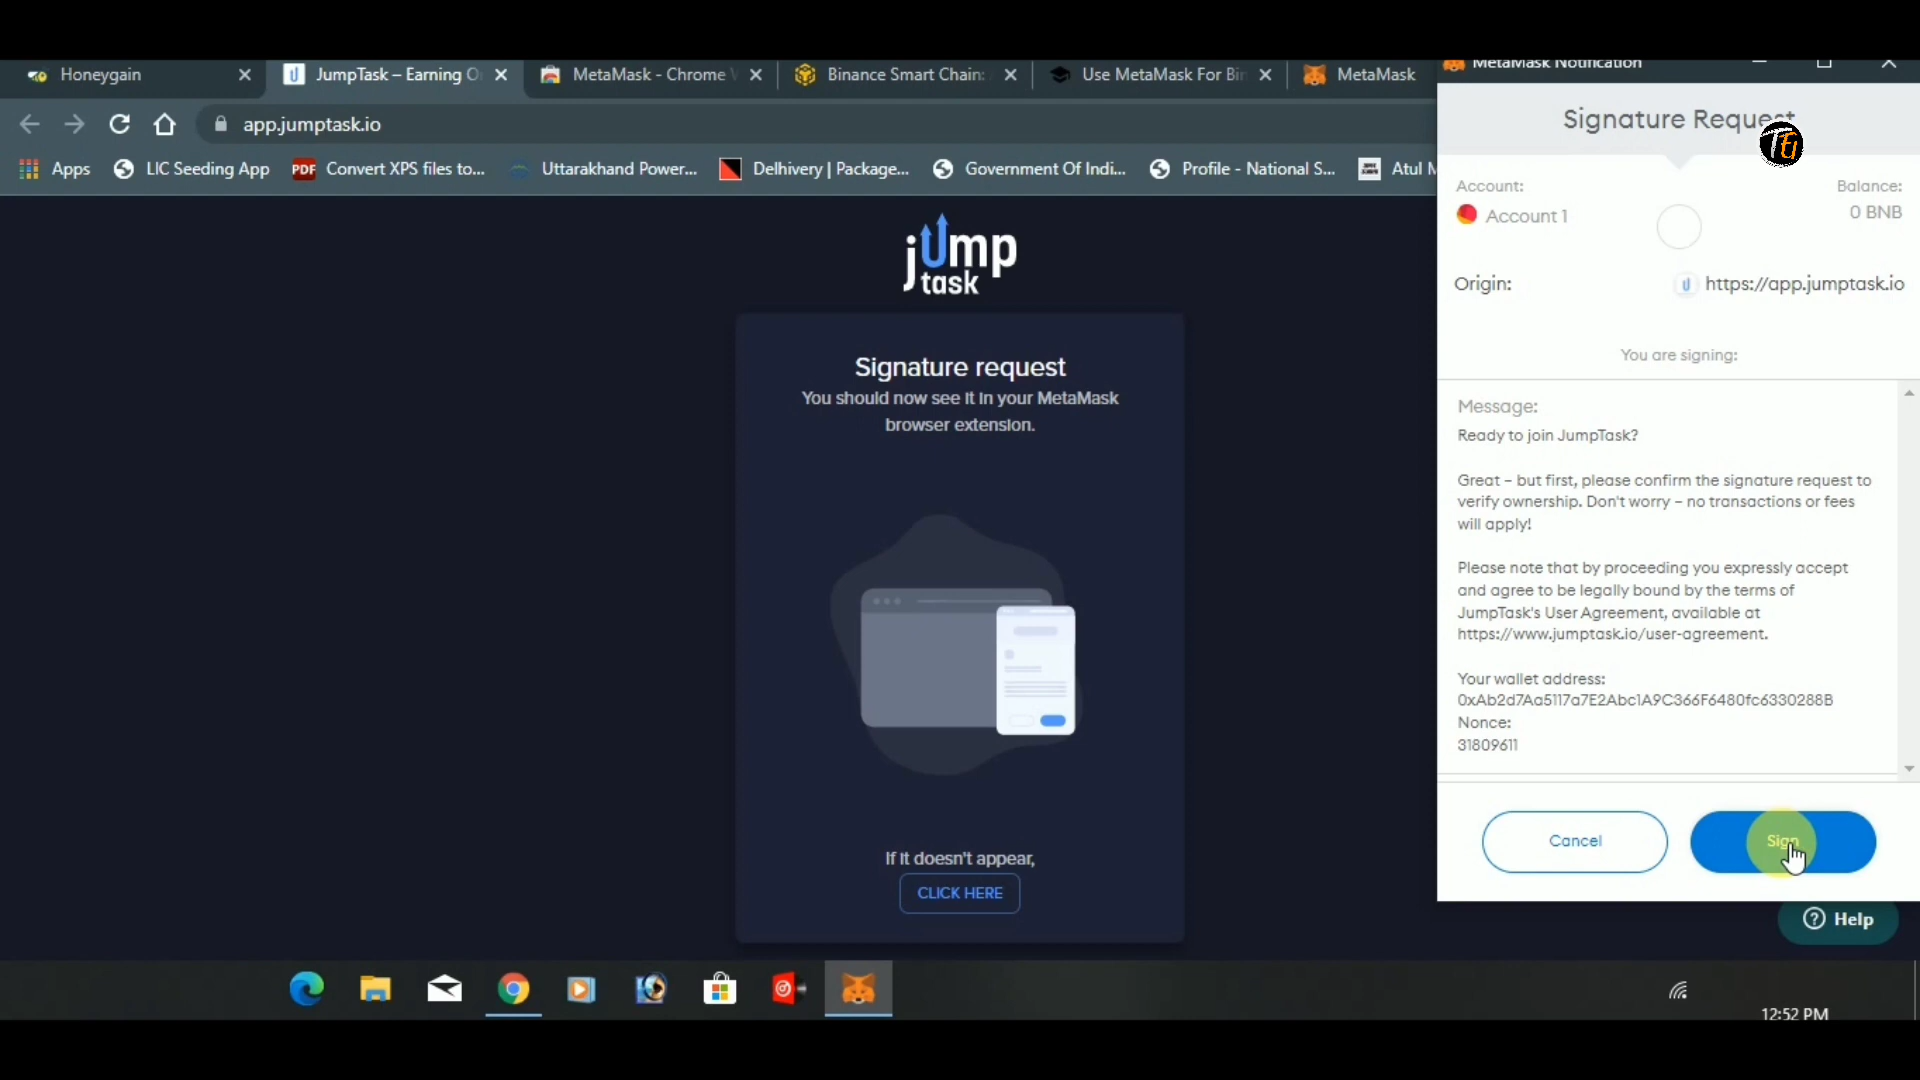 Honeygain
JumpTask – Earning O
MetaMask - Chrome
Binance Smart Chain:
Use MetaMask For Bin
MetaMask
MetaMask Notification
app.jumptask.io
Apps
LIC Seeding App
PDF
Convert XPS files to...
Uttarakhand Power...
Delhivery | Package...
Government Of Indi...
Profile - National S...
Atul M
jump
task
Signature request
You should now see it in your MetaMask
browser extension.
If it doesn't appear,
CLICK HERE
Signature Request
Account:
Account 1
Balance:
0 BNB
Origin:
https://app.jumptask.io
You are signing:
Message:
Ready to join JumpTask?
Great – but first, please confirm the signature request to
verify ownership. Don't worry – no transactions or fees
will apply!
Please note that by proceeding you expressly accept
and agree to be legally bound by the terms of
JumpTask's User Agreement, available at
https://www.jumptask.io/user-agreement.
Your wallet address:
0xAb2d7Aa5117a7E2Abc1A9C366F6480fc6330288B
Nonce:
31809611
Cancel
Sign
Help
12:52 PM